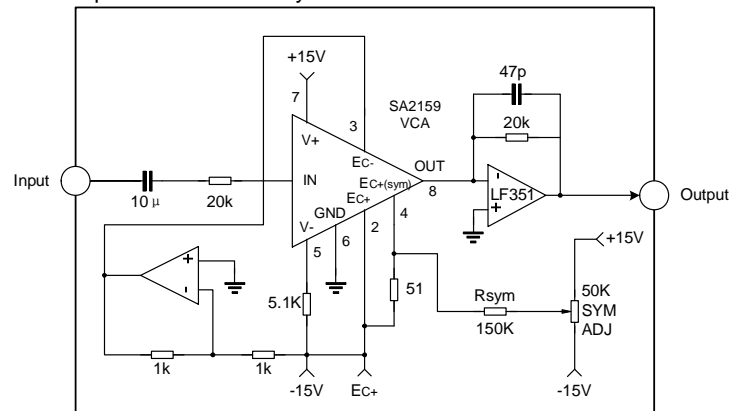 +15V
7
3
SA2159
VCA
47p
20k
V+
EC-
OUT
Input
IN
EC+(sym)
8
-
LF351
+
Output
10 μ
20k
V-
GND
EC+
4
5
6
2
+15V
+
-
5.1K
51
Rsym
50K
SYM
ADJ
150K
1k
1k
-15V
EC+
-15V